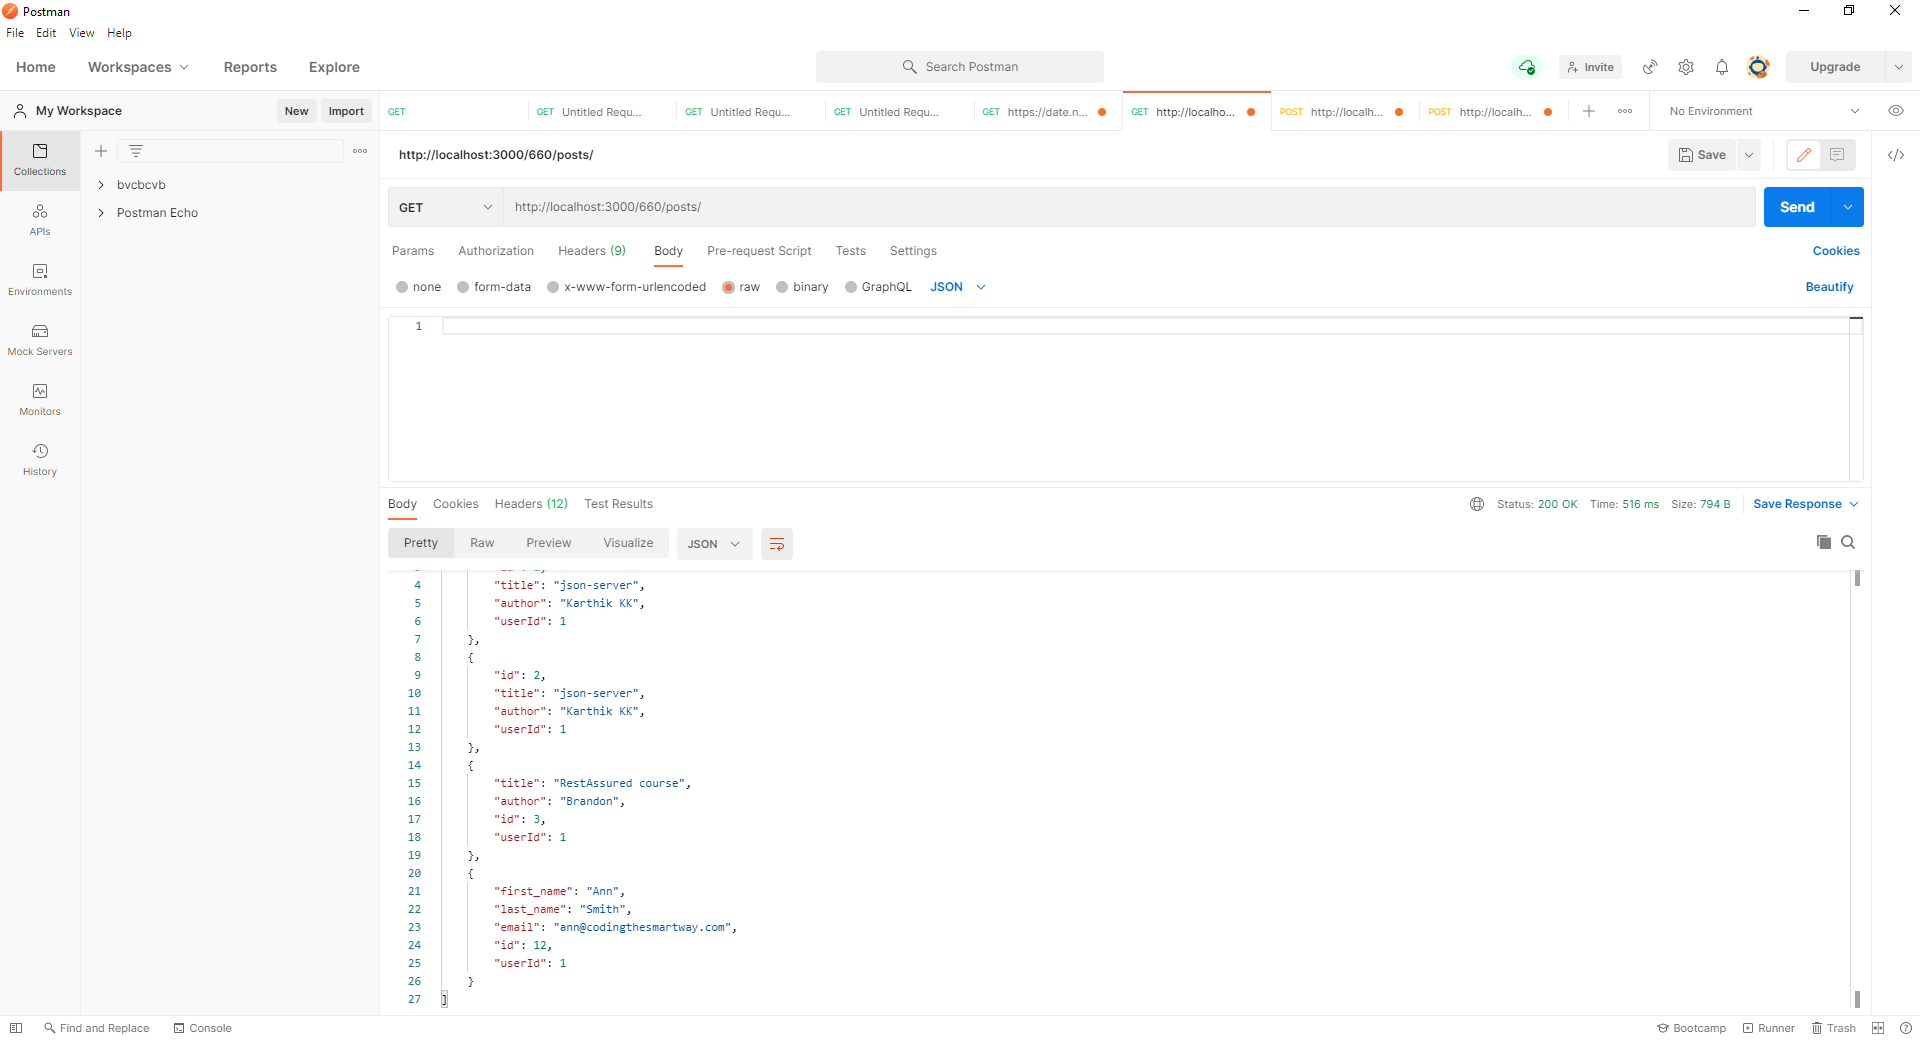 Postman
File Edit View Help
Home Workspaces Reports Explore Search Postman Invite Upgrade
My Workspace New Import
GET GET Untitled Requ... GET Untitled Requ... GET Untitled Requ... GET https://date.n... GET http://localho... POST http://localh... POST http://localh... No Environment
http://localhost:3000/660/posts/ Save
Collections
bvcbcvb
Postman Echo
APIs
Environments
Mock Servers
Monitors
History
GET http://localhost:3000/660/posts/ Send
Params Authorization Headers (9) Body Pre-request Script Tests Settings Cookies
none form-data x-www-form-urlencoded raw binary GraphQL JSON Beautify
1
Body Cookies Headers (12) Test Results Status: 200 OK Time: 516 ms Size: 794 B Save Response
Pretty Raw Preview Visualize JSON
4 "title": "json-server",
5 "author": "Karthik KK",
6 "userId": 1
7 },
8 {
9 "id": 2,
10 "title": "json-server",
11 "author": "Karthik KK",
12 "userId": 1
13 },
14 {
15 "title": "RestAssured course",
16 "author": "Brandon",
17 "id": 3,
18 "userId": 1
19 },
20 {
21 "first_name": "Ann",
22 "last_name": "Smith",
23 "email": "ann@codingthesmartway.com",
24 "id": 12,
25 "userId": 1
26 }
27 ]
Find and Replace Console Bootcamp Runner Trash